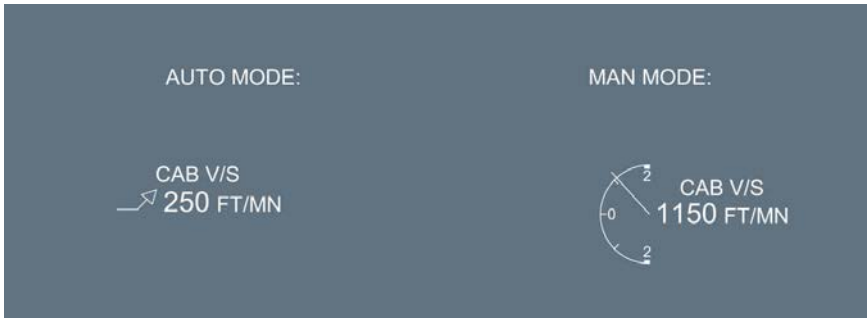 AUTO MODE:
MAN MODE:
CAB V/S
250 FT/MN
2
CAB V/S
0
1150 FT/MN
2